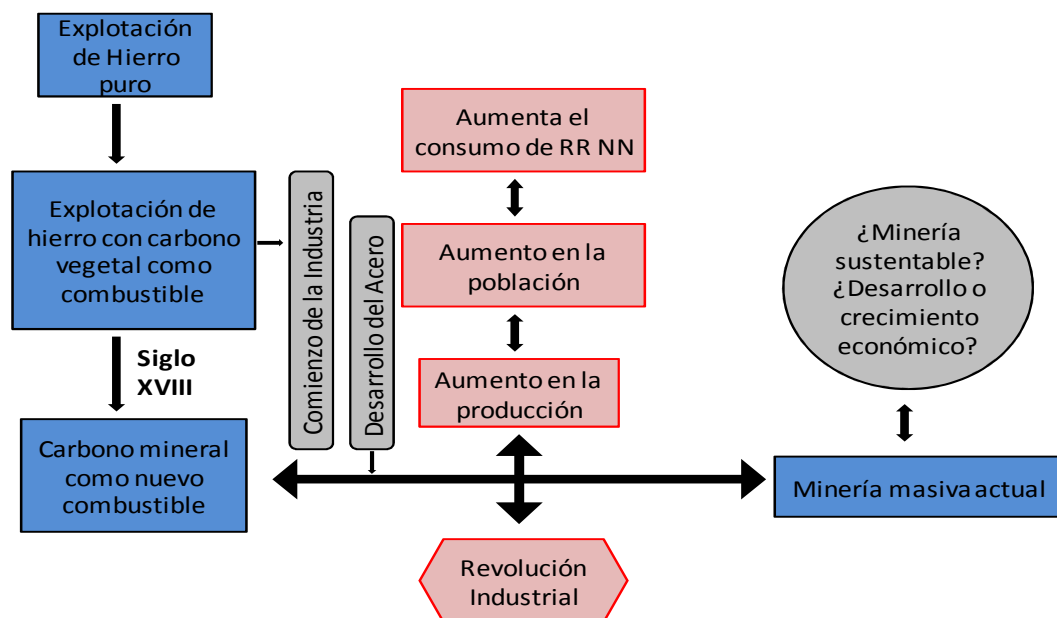 Explotación
de Hierro
puro
Explotación de
hierro con carbono
vegetal como
combustible
Siglo
XVIII
Carbono mineral
como nuevo
combustible
Comienzo de la Industria
Desarrollo del Acero
Aumenta el
consumo de RR NN
Aumento en la
población
Aumento en la
producción
Revolución
Industrial
¿Minería
sustentable?
¿Desarrollo o
crecimiento
económico?
Minería masiva actual